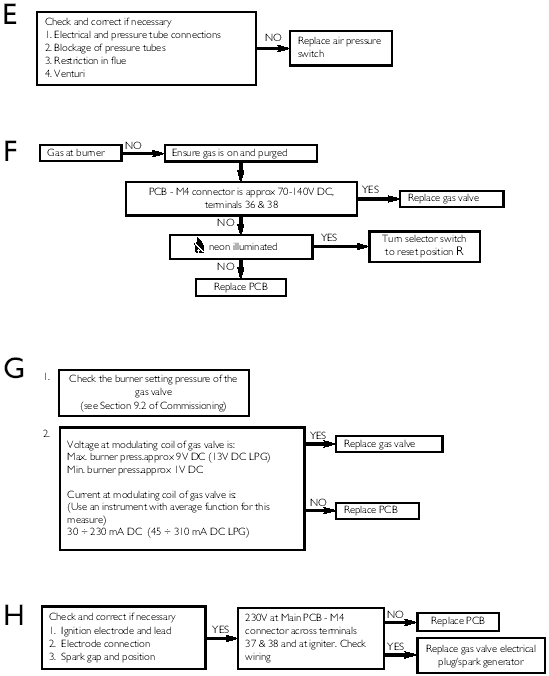 E
Check and correct if necessary
1. Electrical and pressure tube connections
2. Blockage of pressure tubes
3. Restriction in flue
4. Venturi
NO
Replace air pressure
switch
F
Gas at burner
NO
Ensure gas is on and purged
PCB - M4 connector is approx 70-140V DC,
terminals 36 & 38
YES
Replace gas valve
NO
neon illuminated
YES
Turn selector switch
to reset position R
NO
Replace PCB
G
1.
Check the burner setting pressure of the
gas valve
(see Section 9.2 of Commissioning)
2.
Voltage at modulating coil of gas valve is:
Max. burner press.approx 9V DC (13V DC LPG)
Min. burner press.approx 1V DC
Current at modulating coil of gas valve is:
(Use an instrument with average function for this
measure)
30 ÷ 230 mA DC (45 ÷ 310 mA DC LPG)
YES
Replace gas valve
NO
Replace PCB
H
Check and correct if necessary
1. Ignition electrode and lead
2. Electrode connection
3. Spark gap and position
YES
230V at Main PCB - M4
connector across terminals
37 & 38 and at igniter. Check
wiring
NO
Replace PCB
YES
Replace gas valve electrical
plug/spark generator